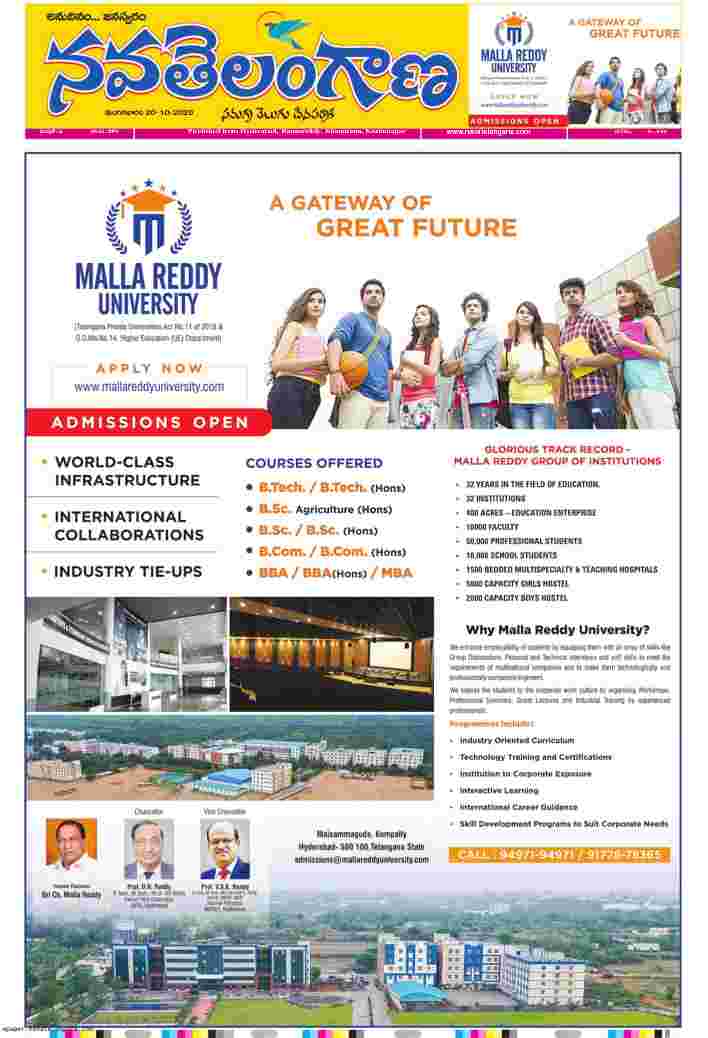 అనుదినం... జనస్వరం
నవతెలంగాణ
మంగళవారం 20-10-2020
సమగ్ర తెలుగు దినపత్రిక
MALLA REDDY
UNIVERSITY
APPLY NOW
www.mallareddyuniversity.com
ADMISSIONS OPEN
A GATEWAY OF
GREAT FUTURE
Published from Hyderabad, Khammam, Karimnagar
www.navatelangana.com
MALLA REDDY
UNIVERSITY
(Telangana Private Universities Act No.11 of 2018 &
G.O.Ms.No.14, Higher Education (UE) Department)
APPLY NOW
www.mallareddyuniversity.com
ADMISSIONS OPEN
A GATEWAY OF
GREAT FUTURE
• WORLD-CLASS
INFRASTRUCTURE
• INTERNATIONAL
COLLABORATIONS
• INDUSTRY TIE-UPS
COURSES OFFERED
• B.Tech. / B.Tech. (Hons)
• B.Sc. Agriculture (Hons)
• B.Sc. / B.Sc. (Hons)
• B.Com. / B.Com. (Hons)
• BBA / BBA(Hons) / MBA
GLORIOUS TRACK RECORD -
MALLA REDDY GROUP OF INSTITUTIONS
• 32 YEARS IN THE FIELD OF EDUCATION.
• 32 INSTITUTIONS
• 400 ACRES – EDUCATION ENTERPRISE
• 10000 FACULTY
• 50,000 PROFESSIONAL STUDENTS
• 10,000 SCHOOL STUDENTS
• 1500 BEDDED MULTISPECIALTY & TEACHING HOSPITALS
• 5000 CAPACITY GIRLS HOSTEL
• 2000 CAPACITY BOYS HOSTEL
Why Malla Reddy University?
We enhance employability of students by equipping them with an array of skills like
Group Discussions, Personal and Technical interviews and soft skills to meet the
requirements of multinational companies and to make them technologically and
professionally competent engineers.
We expose the students to the corporate work culture by organising Workshops,
Professional Seminars, Guest Lectures and Industrial Training by experienced
professionals.
Programmes Include:
• Industry Oriented Curriculum
• Technology Training and Certifications
• Institution to Corporate Exposure
• Interactive Learning
• International Career Guidance
• Skill Development Programs to Suit Corporate Needs
CALL : 94971-94971 / 91778-78365
Maisammaguda, Kompally
Hyderabad- 500 100,Telangana State
admissions@mallareddyuniversity.com
Sri Ch. Malla Reddy
Chancellor
Prof. D.N. Reddy
Vice Chancellor
Prof. V.S.K. Reddy